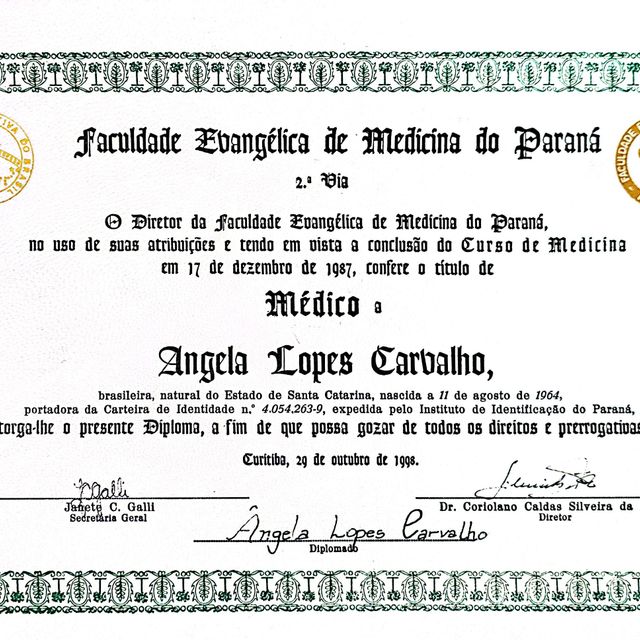 Faculdade Evangélica de Medicina do Paraná
2.ª Via
O Diretor da Faculdade Evangélica de Medicina do Paraná,
no uso de suas atribuições e tendo em vista a conclusão do Curso de Medicina
em 17 de dezembro de 1987, confere o título de
Médico a
Angela Lopes Carvalho,
brasileira, natural do Estado de Santa Catarina, nascida a 11 de agosto de 1964,
portadora da Carteira de Identidade n.º 4.054.263-9, expedida pelo Instituto de Identificação do Paraná,
torga-lhe o presente Diploma, a fim de que possa gozar de todos os direitos e prerrogativas
Curitiba, 29 de outubro de 1998.
JGalli
Janete C. Galli
Secretária Geral
Dr. Coriolano Caldas Silveira da
Diretor
Ângela Lopes Carvalho
Diplomado
DO BRASIL
FACULDADE